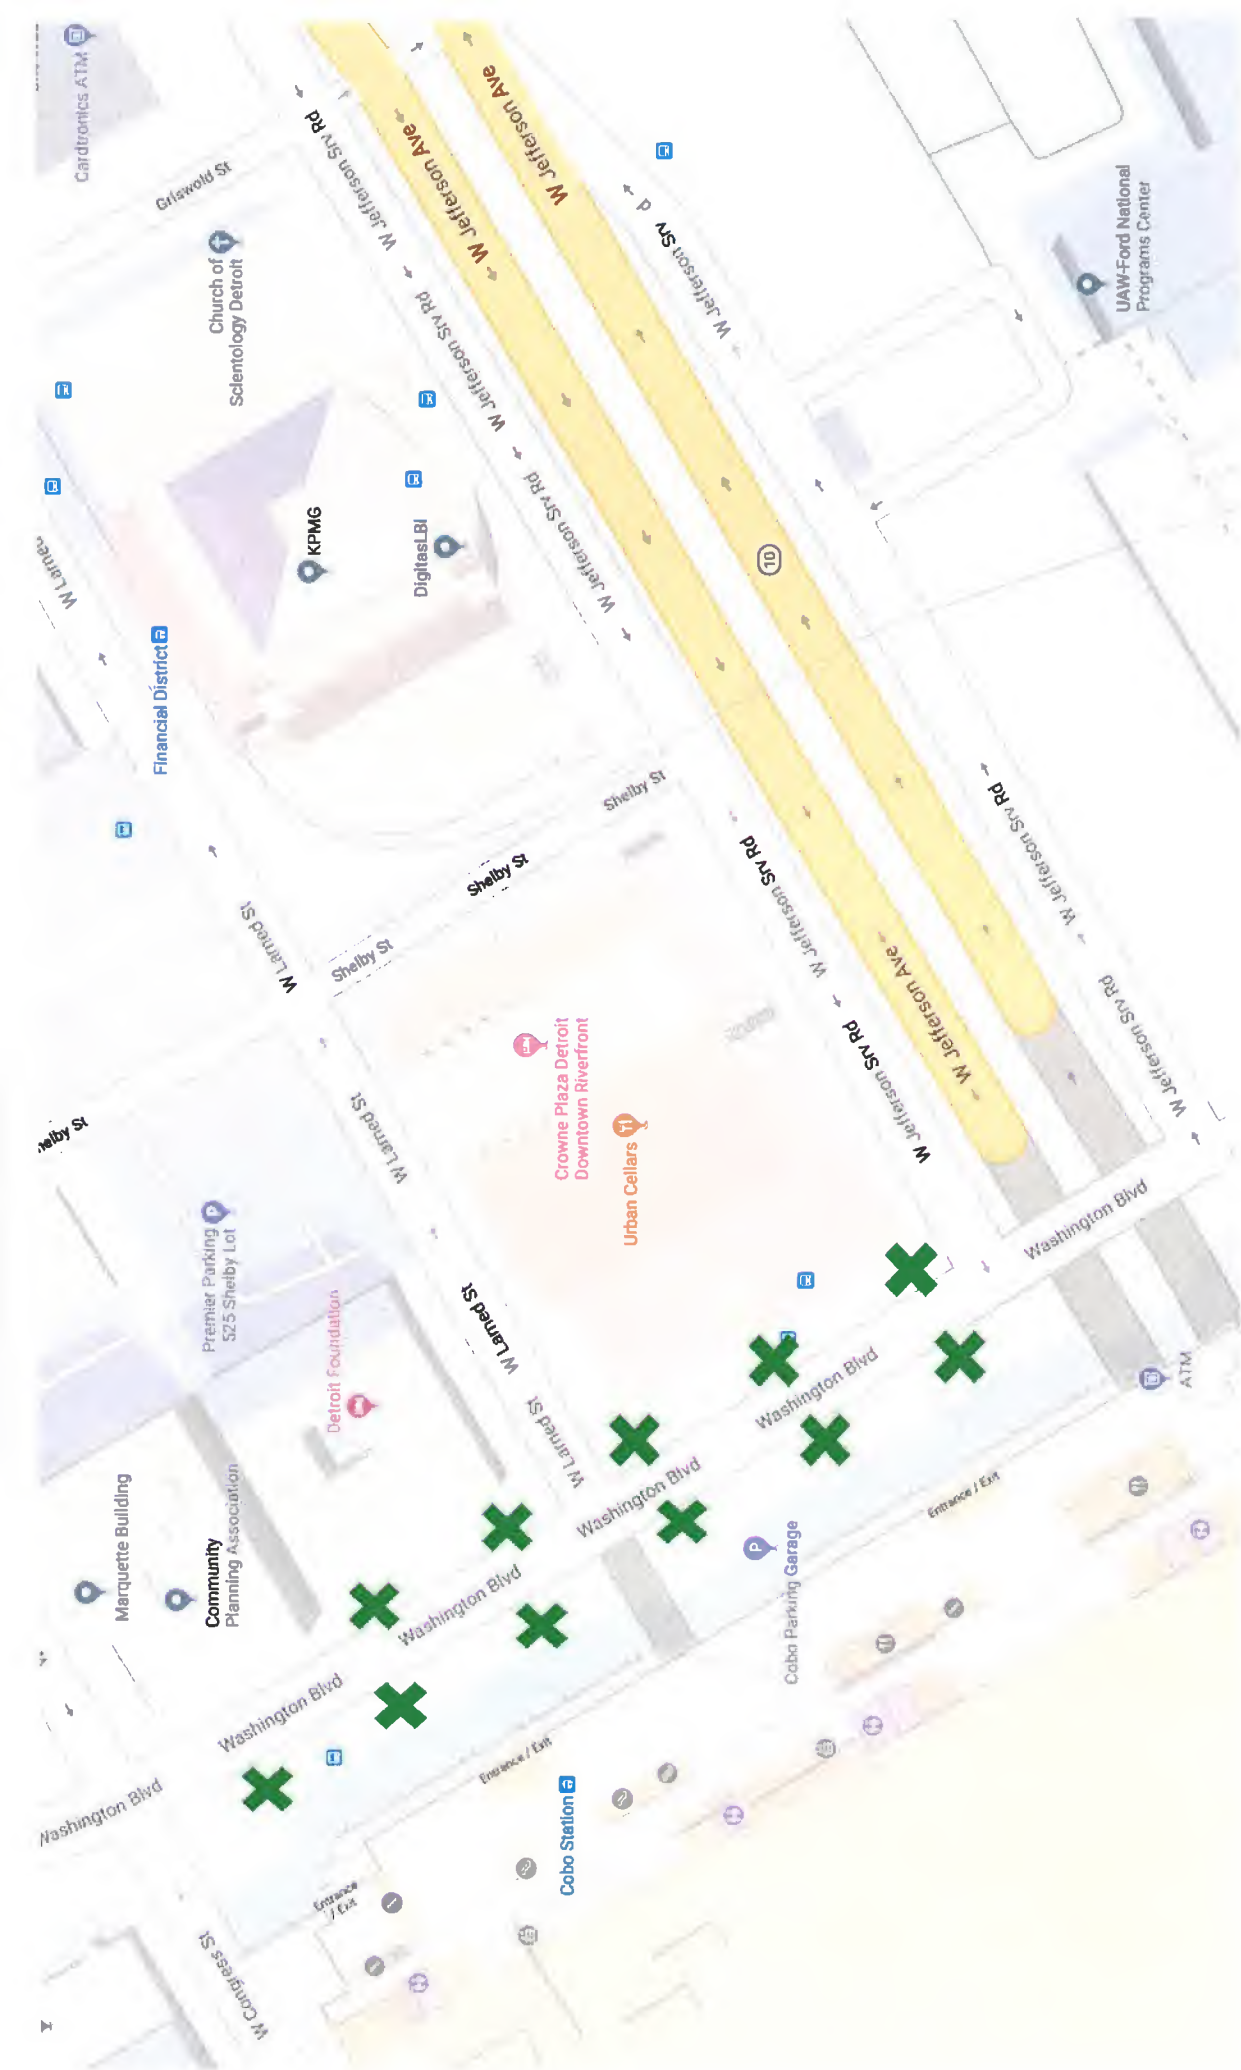 Cardtronics ATM
Griswold St
Church of
Scientology Detroit
W Jefferson Srv Rd
W Jefferson Ave
W Jefferson Ave
W Jefferson Ave
W Jefferson Srv
UAW-Ford National
Programs Center
W Jefferson Srv Rd
W Jefferson Srv Rd
KPMG
DigitasLBI
10
W Larned
Financial District
Shelby St
Shelby St
Shelby St
W Larned St
W Jefferson Srv Rd
W Jefferson Srv Rd
W Jefferson Srv Rd
W Jefferson Srv Rd
W Jefferson Ave
Crowne Plaza Detroit
Downtown Riverfront
Urban Cellars
W Larned St
helby St
Premier Parking
525 Shelby Lot
P
Detroit Foundation
W Larned St
W Larned St
Washington Blvd
Washington Blvd
Washington Blvd
Washington Blvd
Washington Blvd
Washington Blvd
ATM
Marquette Building
Community
Planning Association
Cobo Parking Garage
P
Entrance / Exit
Entrance / Exit
Entrance
/ Exit
Cobo Station
W Congress St